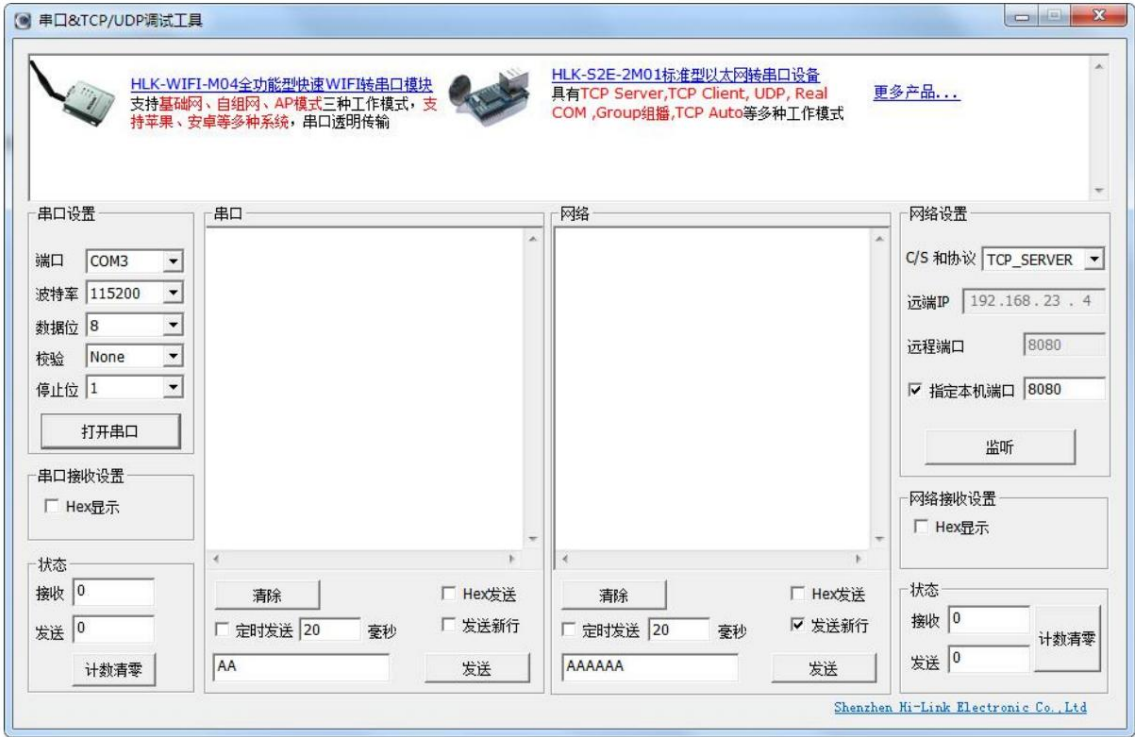 串口&TCP/UDP调试工具
HLK-WIFI-M04全功能型快速WIFI转串口模块
支持基础网、自组网、AP模式三种工作模式，支
持苹果、安卓等多种系统，串口透明传输
HLK-S2E-2M01标准型以太网转串口设备
具有TCP Server,TCP Client, UDP, Real
COM ,Group组播,TCP Auto等多种工作模式
更多产品...
串口设置
端口 COM3
波特率 115200
数据位 8
校验 None
停止位 1
打开串口
串口接收设置
Hex显示
状态
接收 0
发送 0
计数清零
串口
清除
Hex发送
定时发送 20 毫秒
发送新行
AA
发送
网络
清除
Hex发送
定时发送 20 毫秒
发送新行
AAAAAA
发送
网络设置
C/S 和协议 TCP_SERVER
远端IP 192.168.23 . 4
远程端口 8080
指定本机端口 8080
监听
网络接收设置
Hex显示
状态
接收 0
发送 0
计数清零
Shenzhen Hi-Link Electronic Co.,Ltd